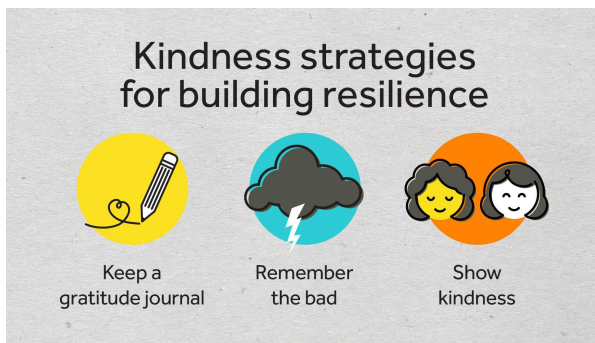 Kindness strategies
for building resilience
Keep a
gratitude journal
Remember
the bad
Show
kindness